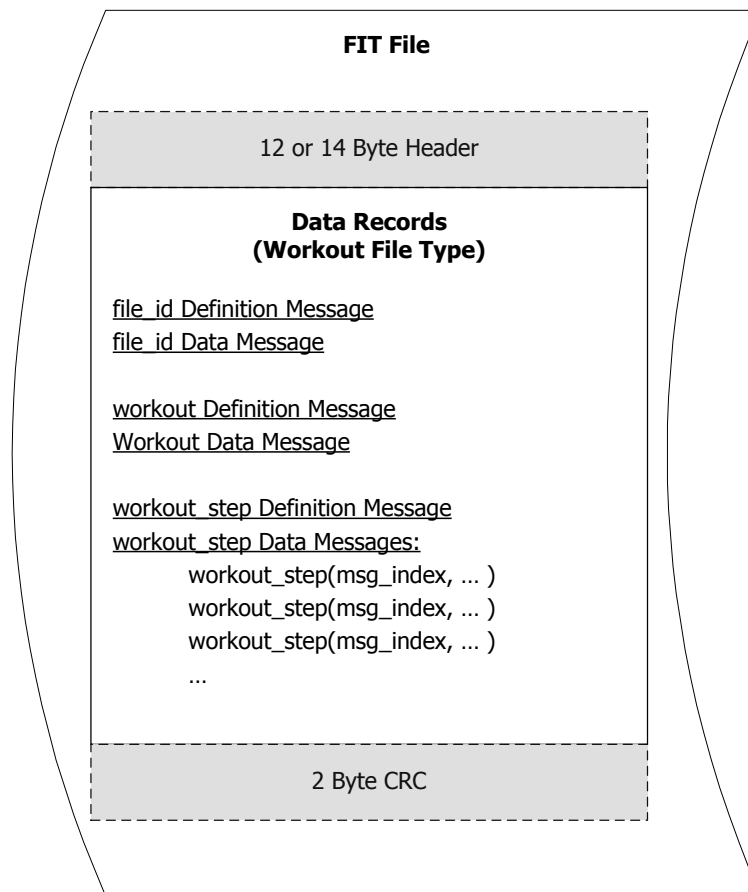 FIT File
12 or 14 Byte Header
Data Records
(Workout File Type)
file_id Definition Message
file_id Data Message
workout Definition Message
Workout Data Message
workout_step Definition Message
workout_step Data Messages:
workout_step(msg_index, … )
workout_step(msg_index, … )
workout_step(msg_index, … )
…
2 Byte CRC